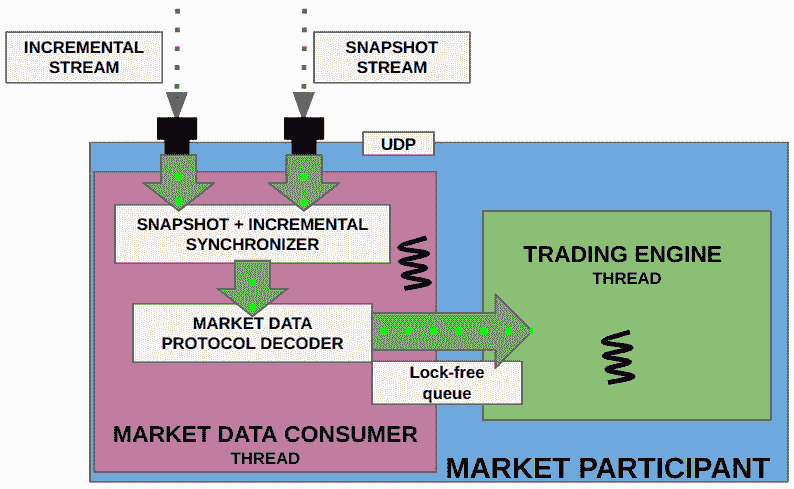 INCREMENTAL
STREAM
SNAPSHOT
STREAM
UDP
SNAPSHOT + INCREMENTAL
SYNCHRONIZER
TRADING ENGINE
THREAD
MARKET DATA
PROTOCOL DECODER
Lock-free
queue
MARKET DATA CONSUMER
THREAD
MARKET PARTICIPANT